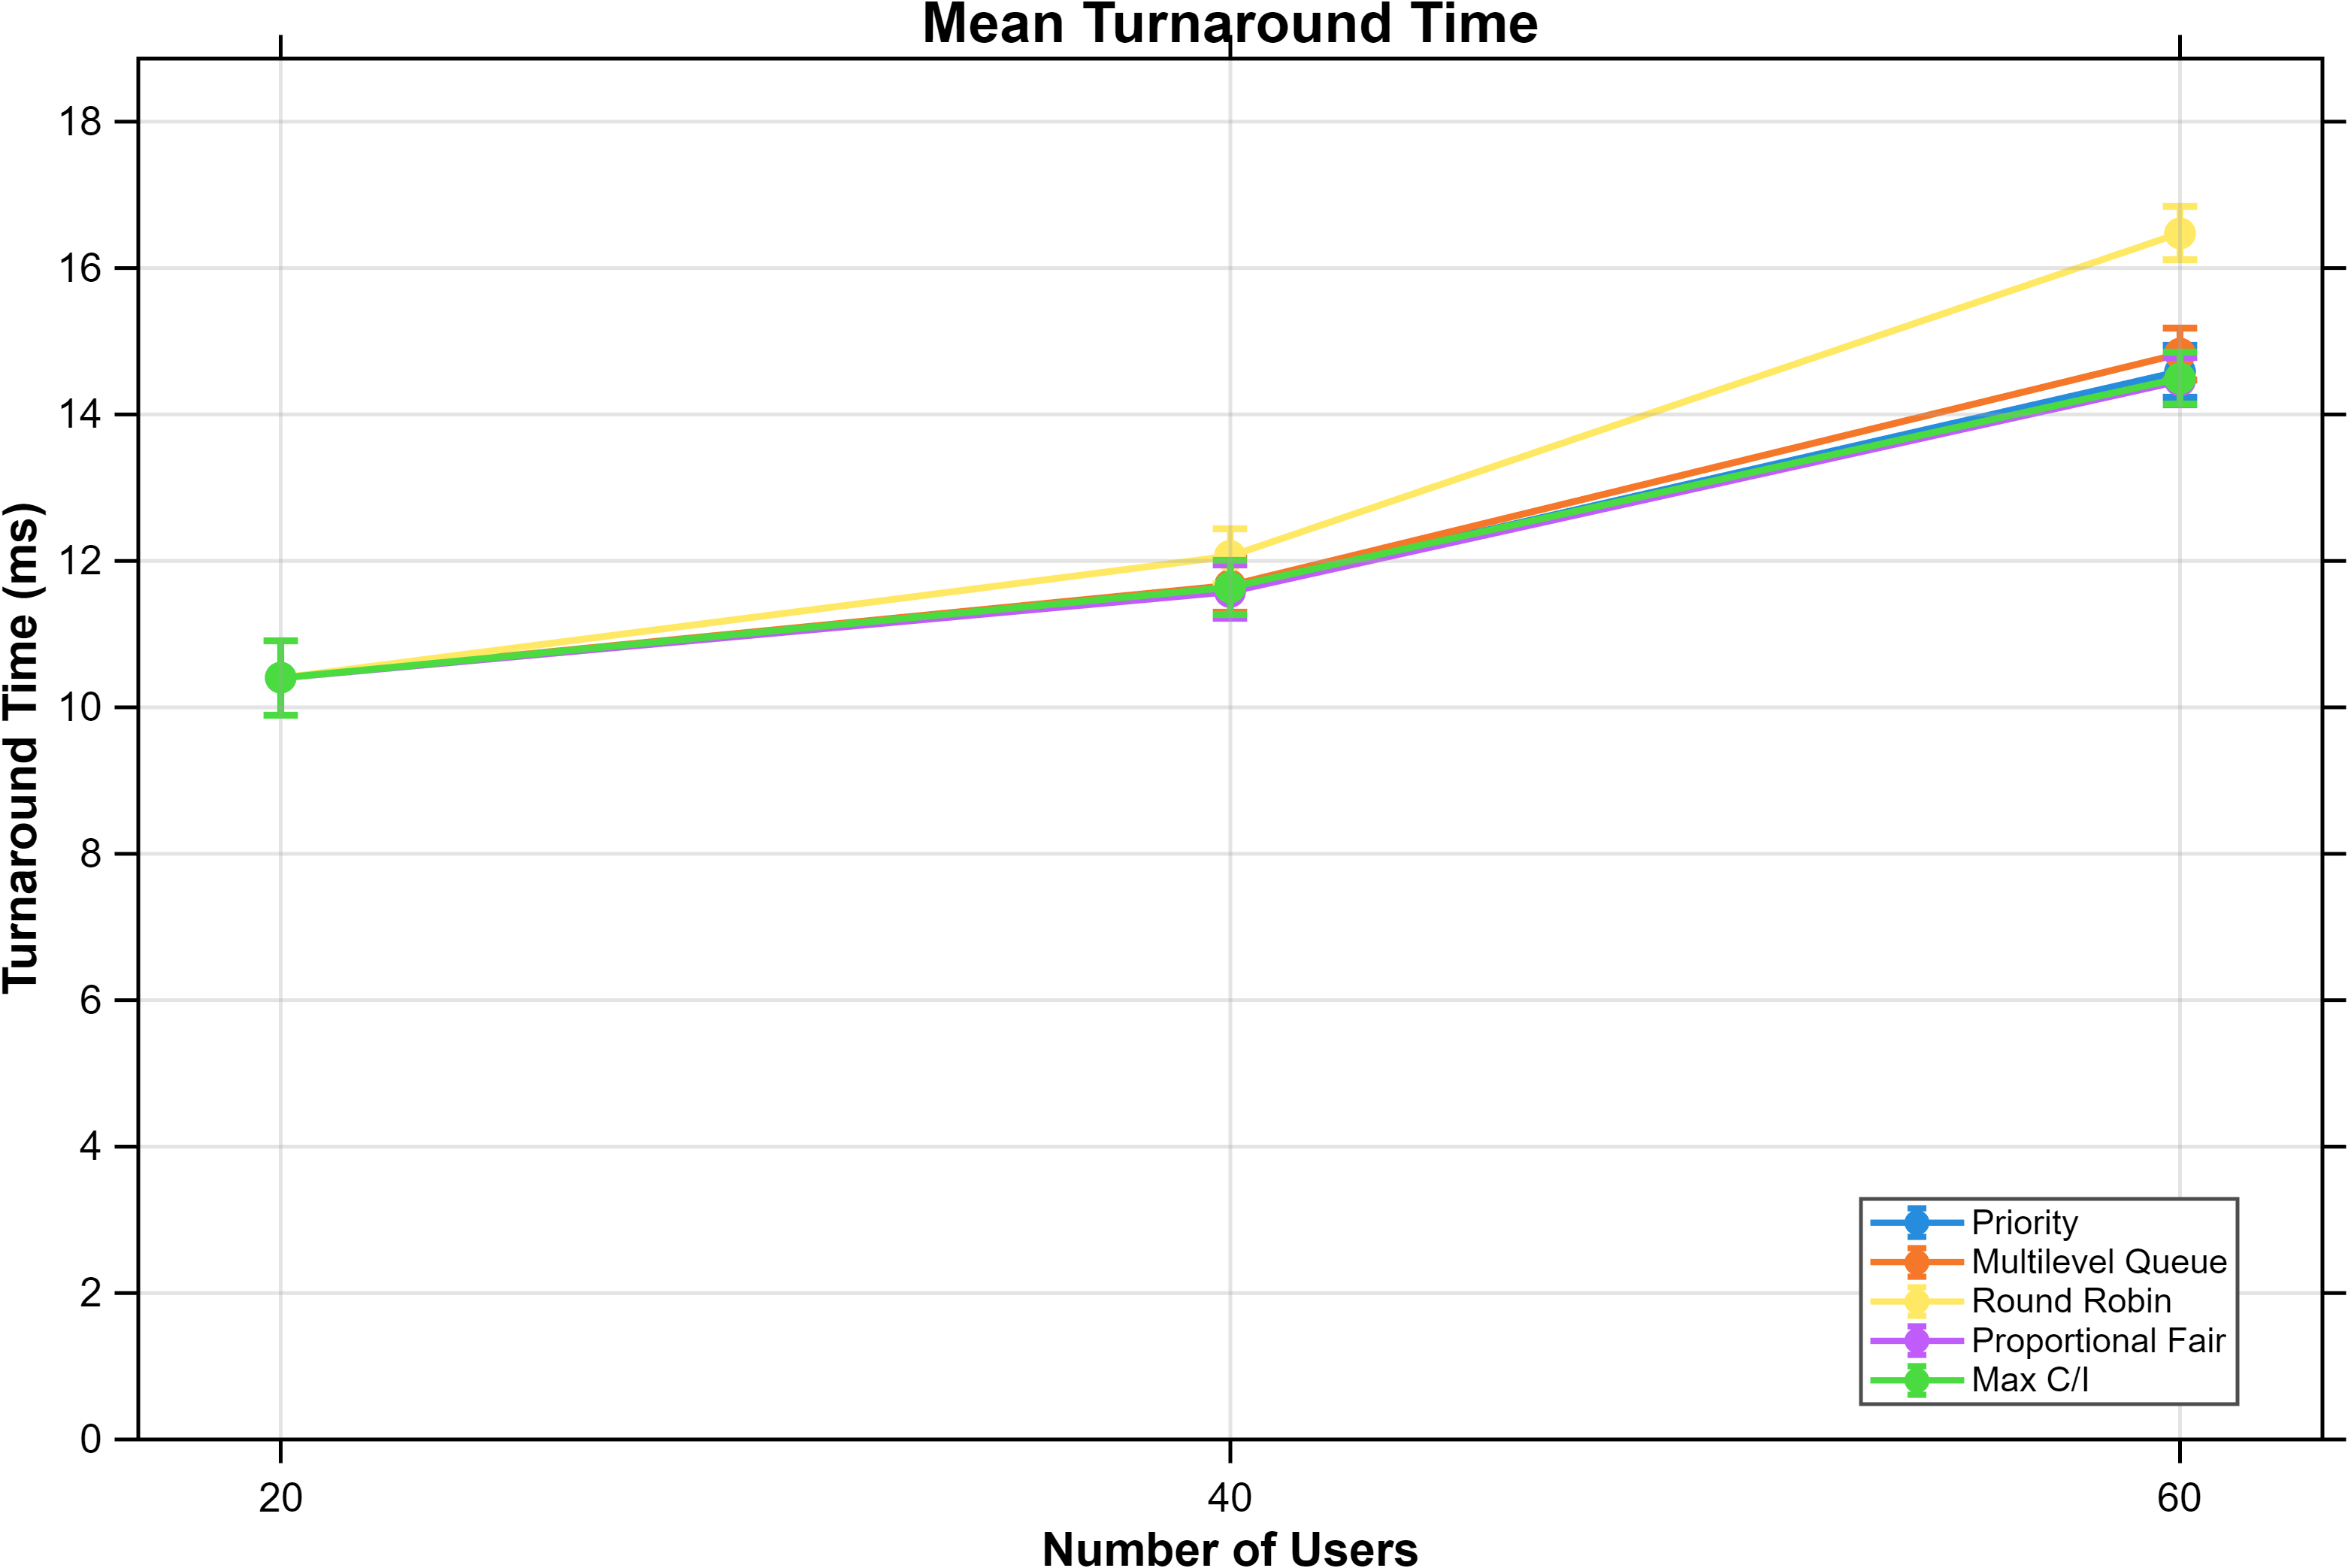 Mean Turnaround Time
18
16
14
12
10
8
6
4
2
0
Turnaround Time (ms)
20
40
60
Number of Users
Priority
Multilevel Queue
Round Robin
Proportional Fair
Max C/I